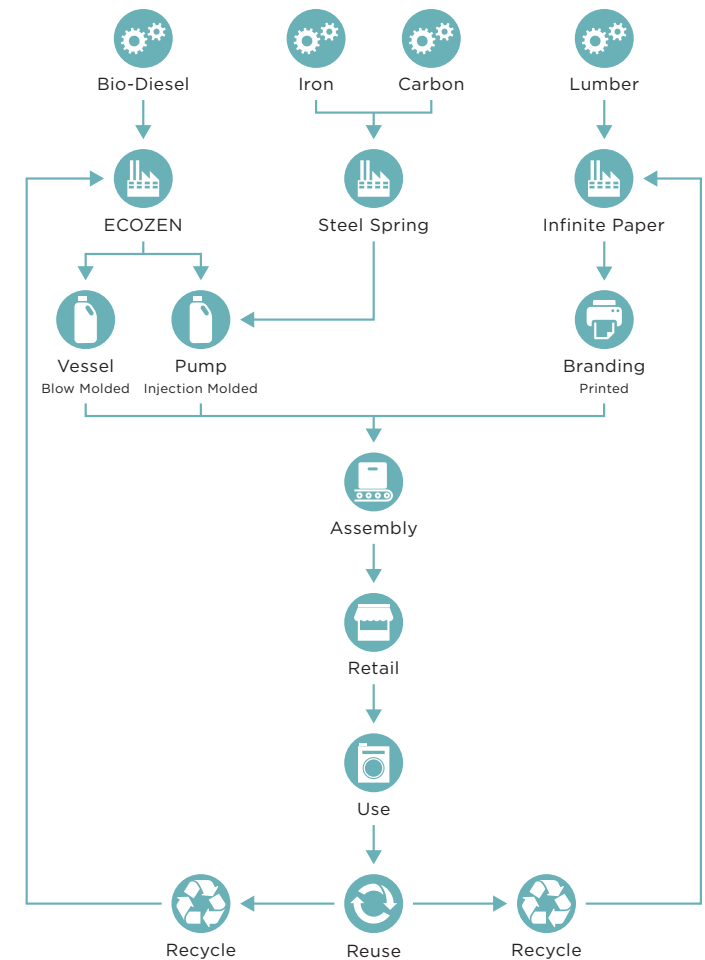 Bio-Diesel
Iron
Carbon
Lumber
ECOZEN
Steel Spring
Infinite Paper
Vessel
Blow Molded
Pump
Injection Molded
Branding
Printed
Assembly
Retail
Use
Recycle
Reuse
Recycle